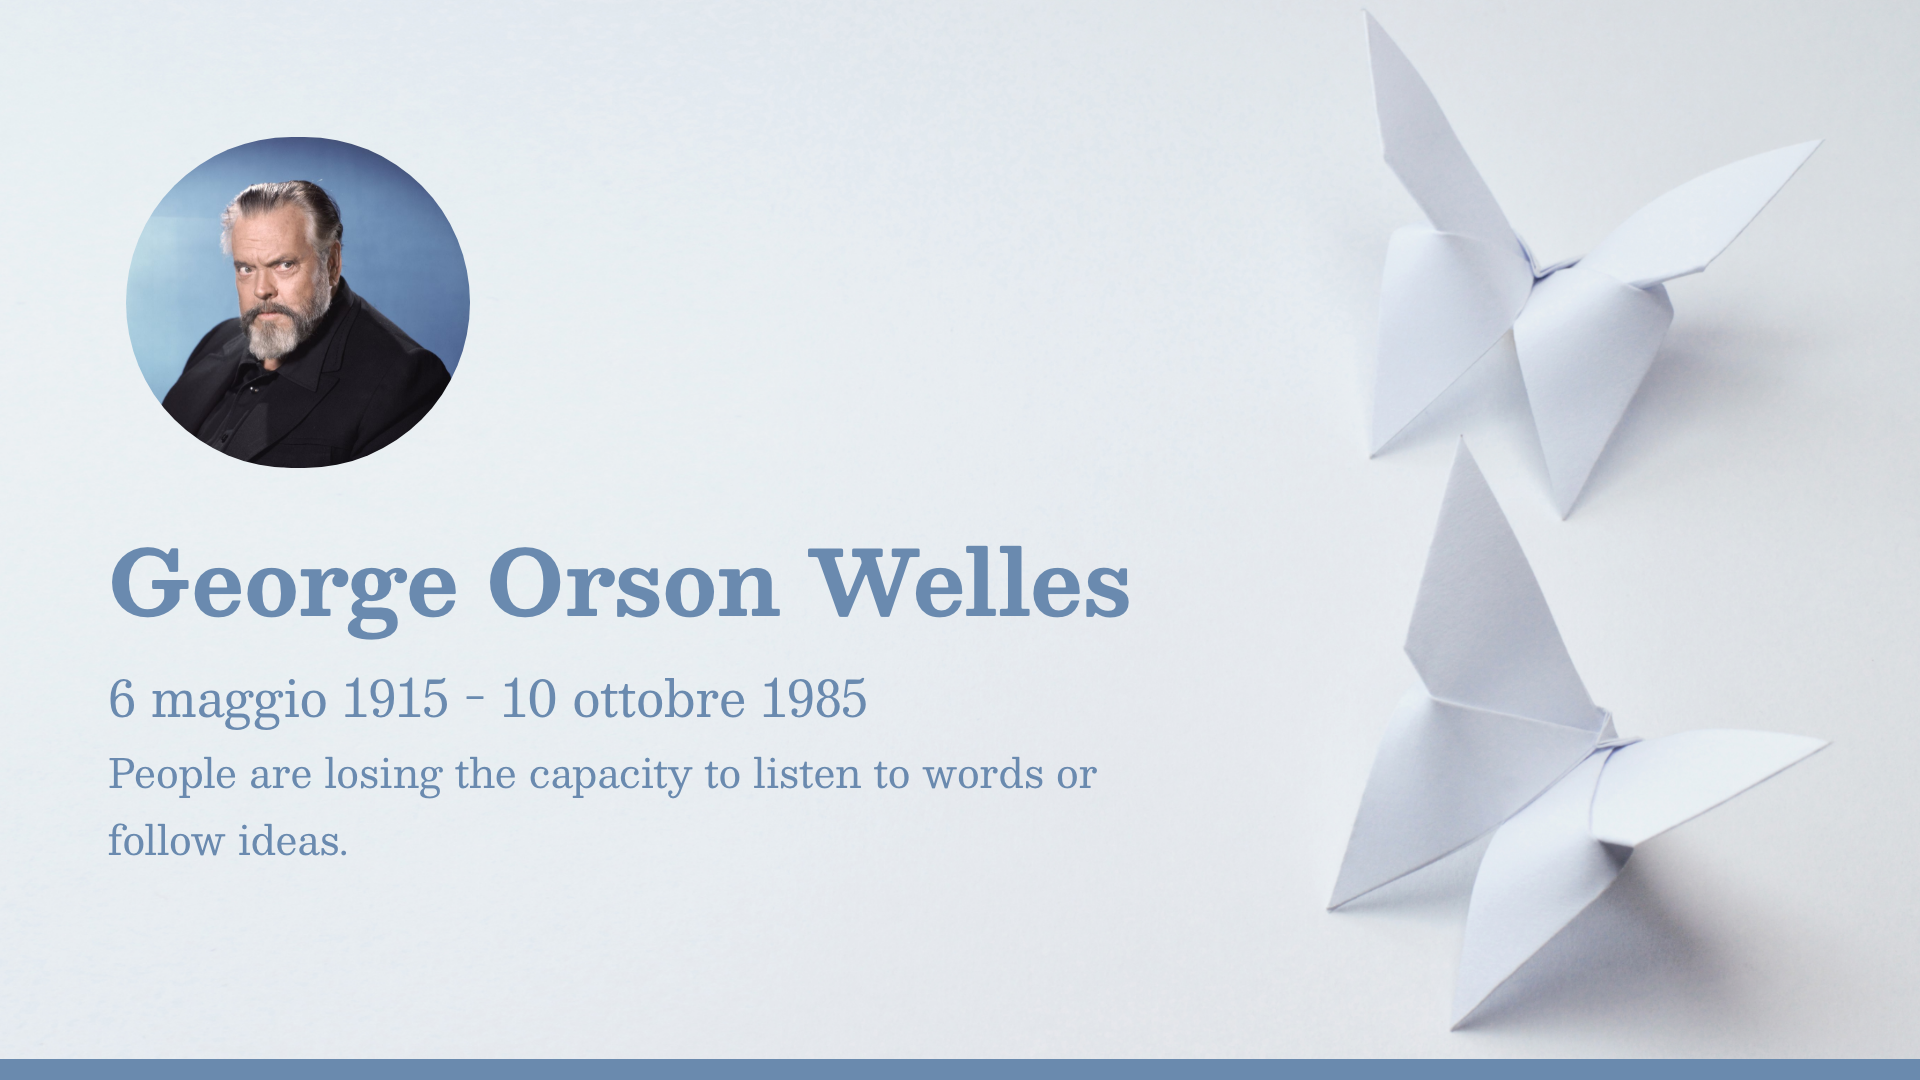 George Orson Welles
6 maggio 1915 - 10 ottobre 1985
People are losing the capacity to listen to words or
follow ideas.